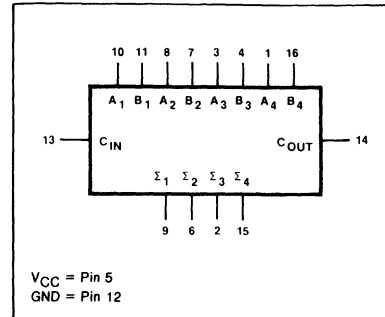 10 11 8 7 3 4 1 16
A1 B1 A2 B2 A3 B3 A4 B4
13 CIN COUT 14
Σ1 Σ2 Σ3 Σ4
9 6 2 15
VCC = Pin 5
GND = Pin 12